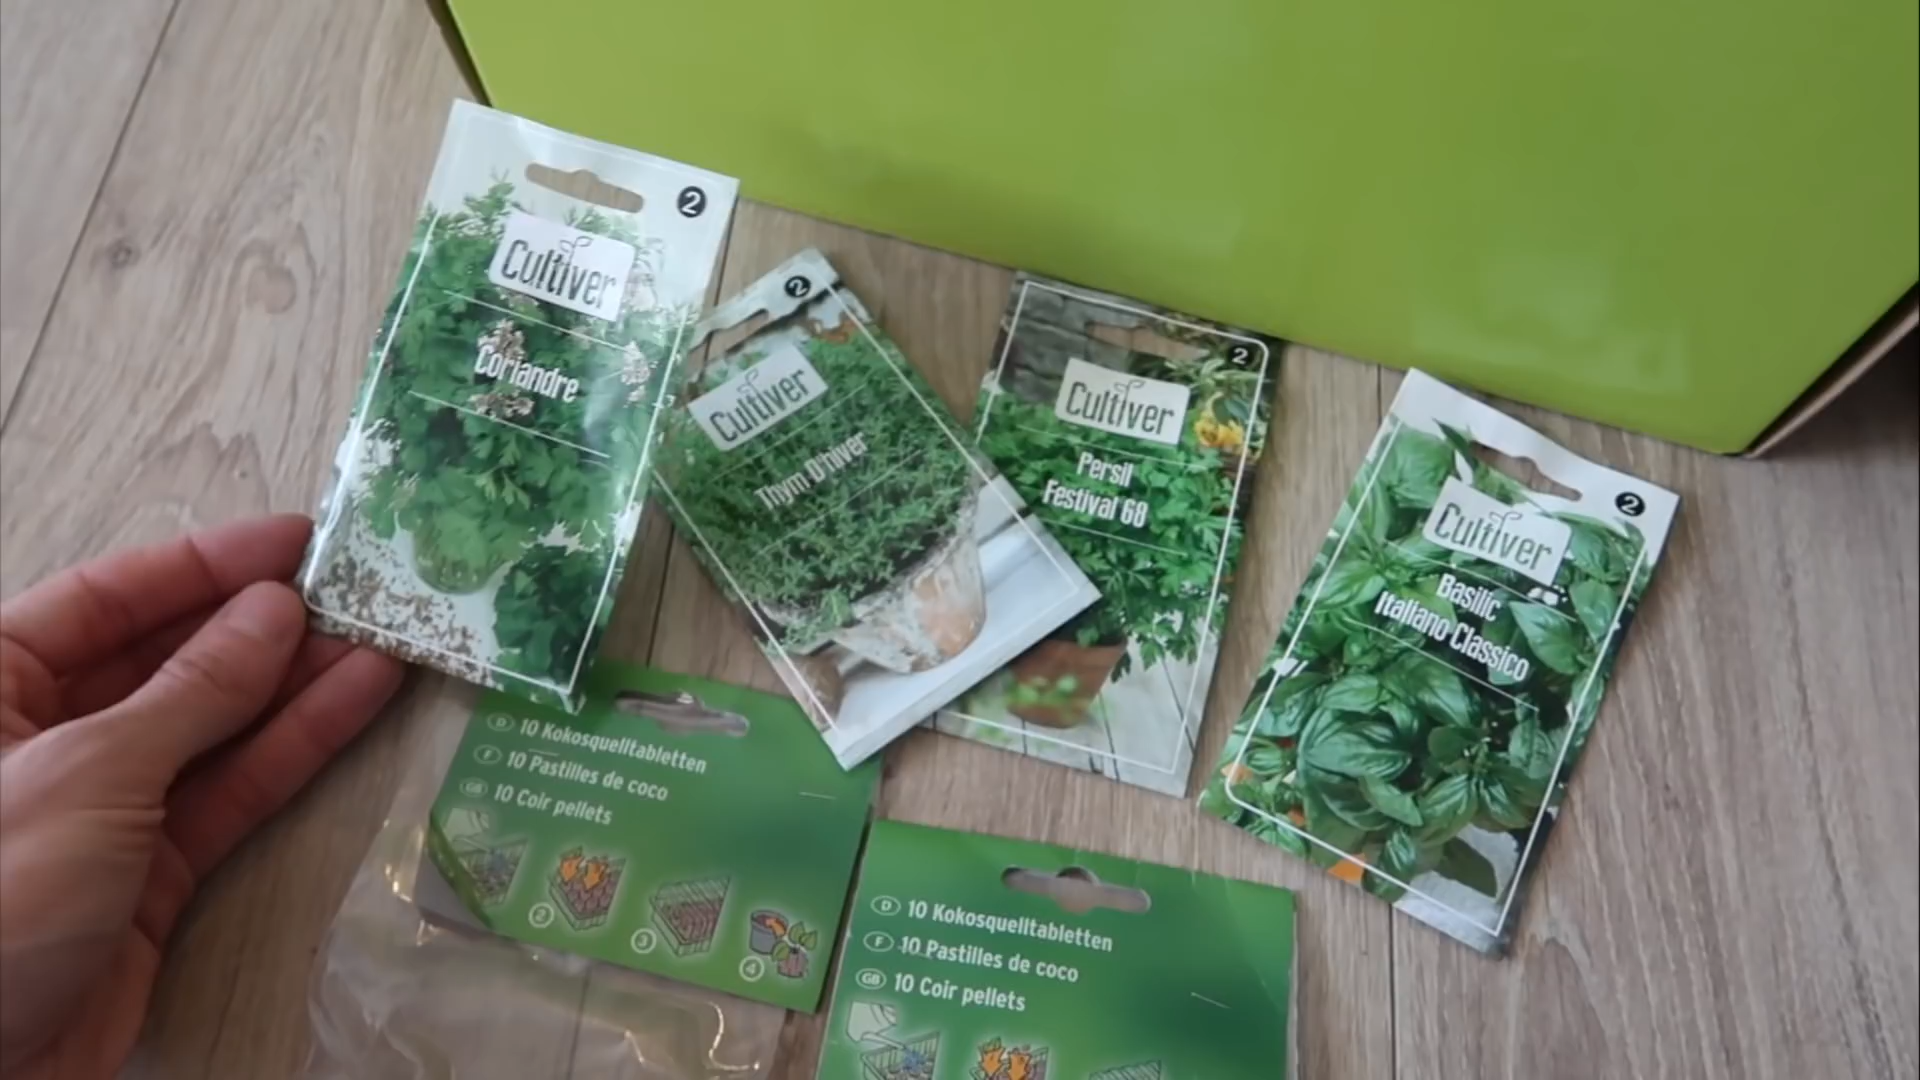 2
Cultiver
Coriandre
2
Cultiver
Thym D'hiver
2
Cultiver
Persil
Festival 68
2
Cultiver
Basilic
Italiano Classico
D 10 Kokosquelltabletten
F 10 Pastilles de coco
GB 10 Coir pellets
2
3
4
D 10 Kokosquelltabletten
F 10 Pastilles de coco
GB 10 Coir pellets